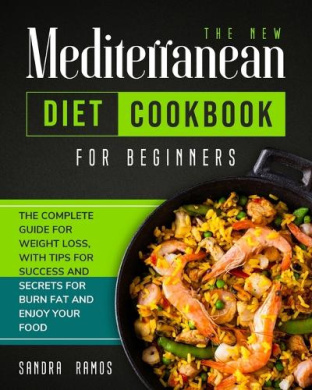 THE NEW
Mediterranean
DIET COOKBOOK
FOR BEGINNERS
THE COMPLETE
GUIDE FOR
WEIGHT LOSS,
WITH TIPS FOR
SUCCESS AND
SECRETS FOR
BURN FAT AND
ENJOY YOUR
FOOD
SANDRA RAMOS